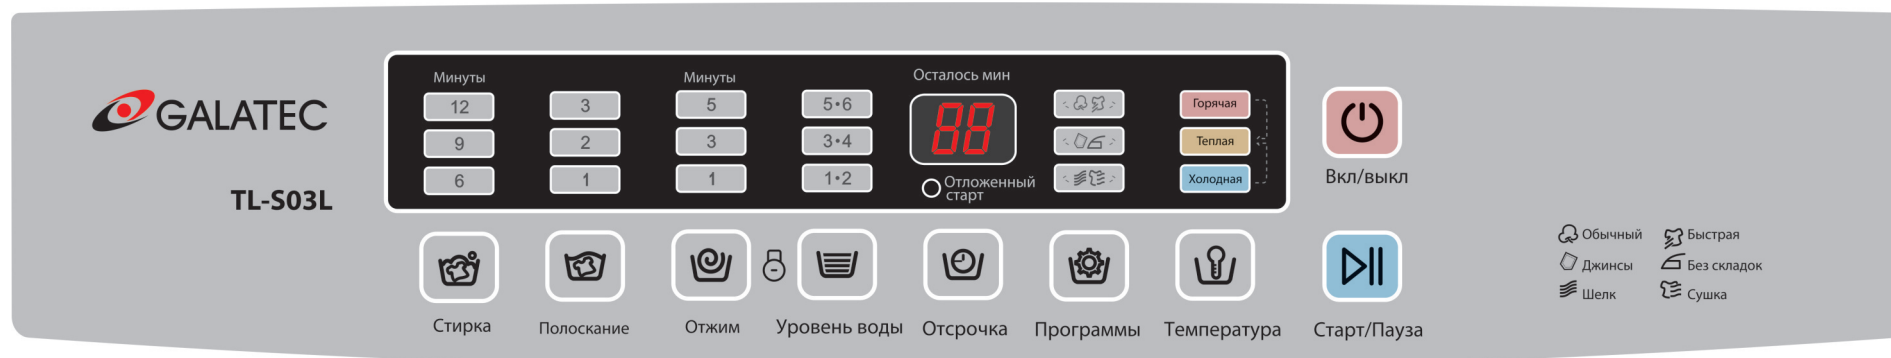 GALATEC
TL-S03L
Минуты
12
9
6
3
2
1
Минуты
5
3
1
5•6
3•4
1•2
Осталось мин
88
Отложенный
старт
Горячая
Теплая
Холодная
Вкл/выкл
Стирка
Полоскание
Отжим
Уровень воды
Отсрочка
Программы
Температура
Старт/Пауза
Обычный
Быстрая
Джинсы
Без складок
Шелк
Сушка